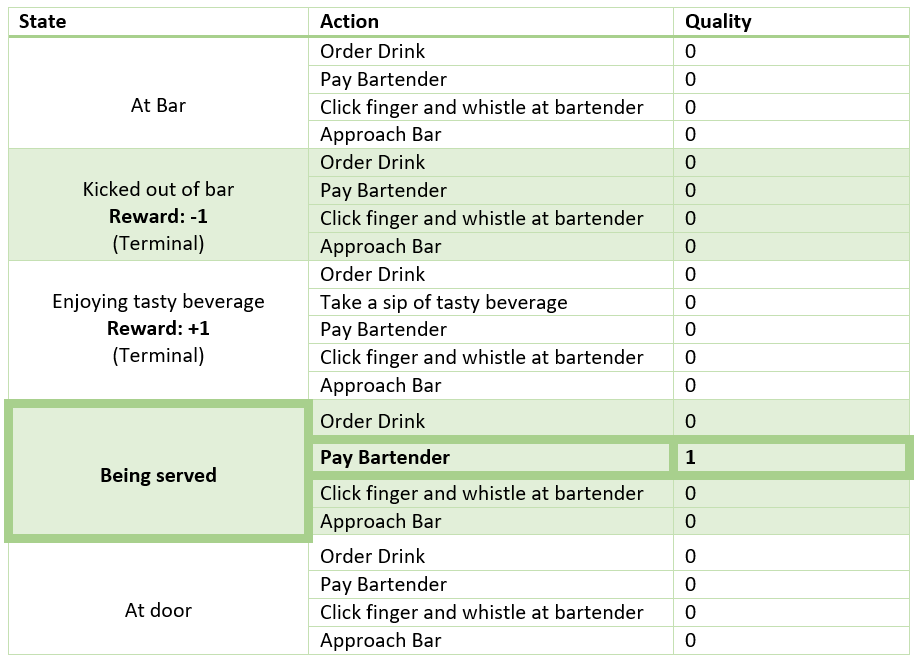 State Action Quality
At Bar
Order Drink 0
Pay Bartender 0
Click finger and whistle at bartender 0
Approach Bar 0
Kicked out of bar
Reward: -1
(Terminal)
Order Drink 0
Pay Bartender 0
Click finger and whistle at bartender 0
Approach Bar 0
Enjoying tasty beverage
Reward: +1
(Terminal)
Order Drink 0
Take a sip of tasty beverage 0
Pay Bartender 0
Click finger and whistle at bartender 0
Approach Bar 0
Being served
Order Drink 0
Pay Bartender 1
Click finger and whistle at bartender 0
Approach Bar 0
At door
Order Drink 0
Pay Bartender 0
Click finger and whistle at bartender 0
Approach Bar 0